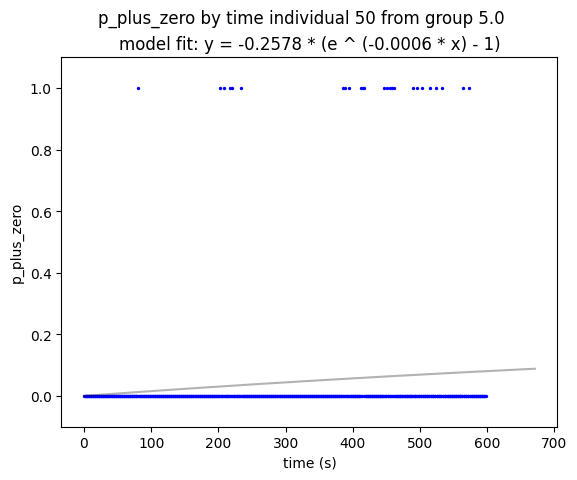 p_plus_zero by time individual 50 from group 5.0
model fit: y = -0.2578 * (e ^ (-0.0006 * x) - 1)
1.0
0.8
0.6
0.4
0.2
0.0
p_plus_zero
0 100 200 300 400 500 600 700
time (s)